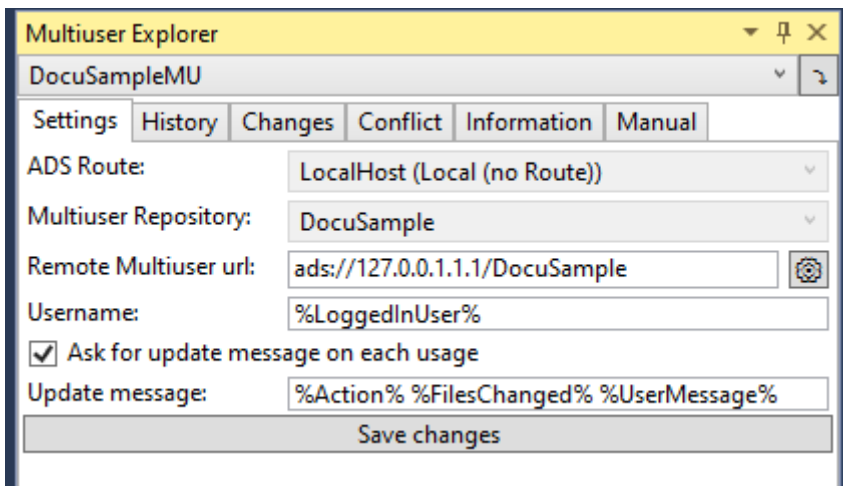 Multiuser Explorer
DocuSampleMU
Settings History Changes Conflict Information Manual
ADS Route: LocalHost (Local (no Route))
Multiuser Repository: DocuSample
Remote Multiuser url: ads://127.0.0.1.1.1/DocuSample
Username: %LoggedInUser%
Ask for update message on each usage
Update message: %Action% %FilesChanged% %UserMessage%
Save changes